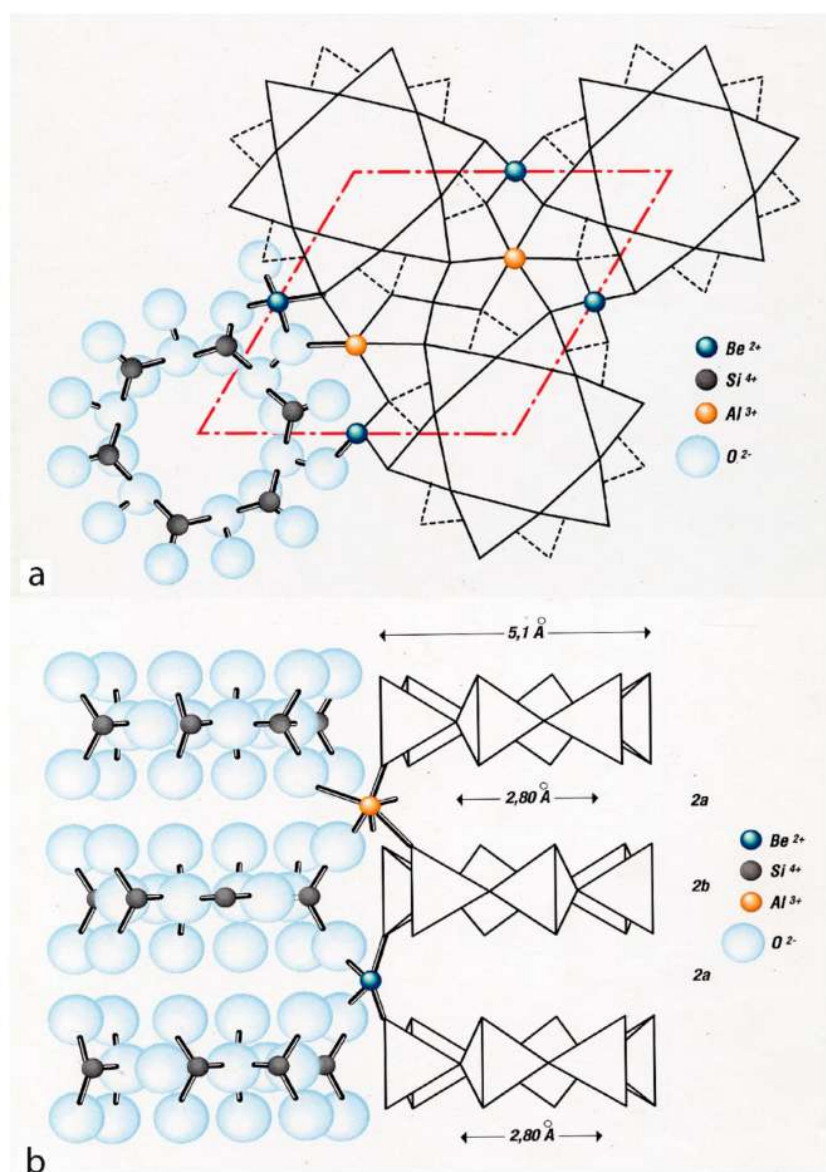 Be 2+
Si 4+
Al 3+
O 2-
a
5,1 Å
2,80 Å
2a
2b
2a
Be 2+
Si 4+
Al 3+
O 2-
2,80 Å
b